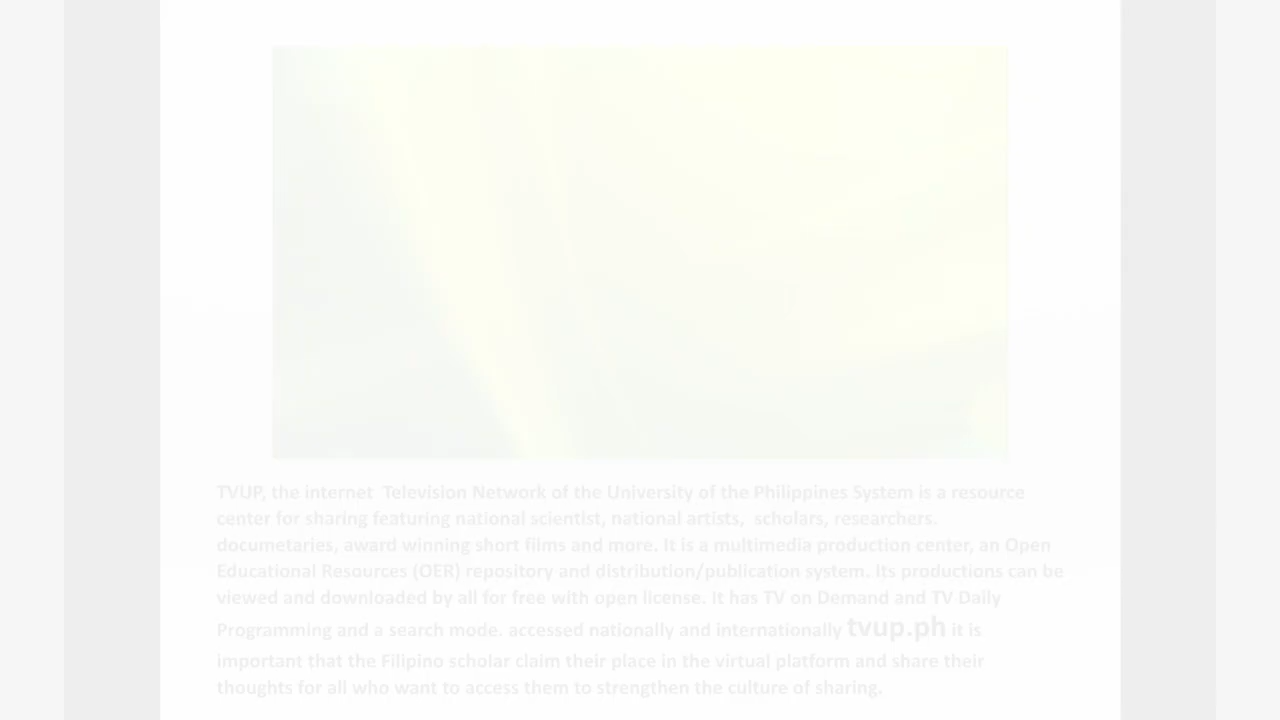 TVUP, the internet  Television Network of the University of the Philippines System is a resource
center for sharing featuring national scientist, national artists,  scholars, researchers.
documetaries, award winning short films and more. It is a multimedia production center, an Open
Educational Resources (OER) repository and distribution/publication system. Its productions can be
viewed and downloaded by all for free with open license. It has TV on Demand and TV Daily
Programming and a search mode. accessed nationally and internationally tvup.ph it is
important that the Filipino scholar claim their place in the virtual platform and share their
thoughts for all who want to access them to strengthen the culture of sharing.